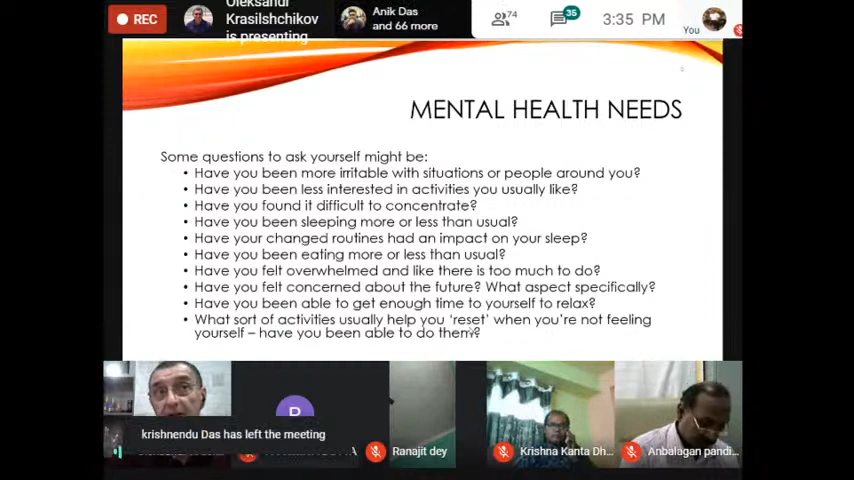 REC
Oleksandr
Krasilshchikov
is presenting
Anik Das
and 66 more
74
35
3:35 PM
You
MENTAL HEALTH NEEDS
Some questions to ask yourself might be:
• Have you been more irritable with situations or people around you?
• Have you been less interested in activities you usually like?
• Have you found it difficult to concentrate?
• Have you been sleeping more or less than usual?
• Have your changed routines had an impact on your sleep?
• Have you been eating more or less than usual?
• Have you felt overwhelmed and like there is too much to do?
• Have you felt concerned about the future? What aspect specifically?
• Have you been able to get enough time to yourself to relax?
• What sort of activities usually help you ‘reset’ when you’re not feeling
yourself – have you been able to do them?
krishnendu Das has left the meeting
Ranajit dey
Krishna Kanta Dh...
Anbalagan pandi...